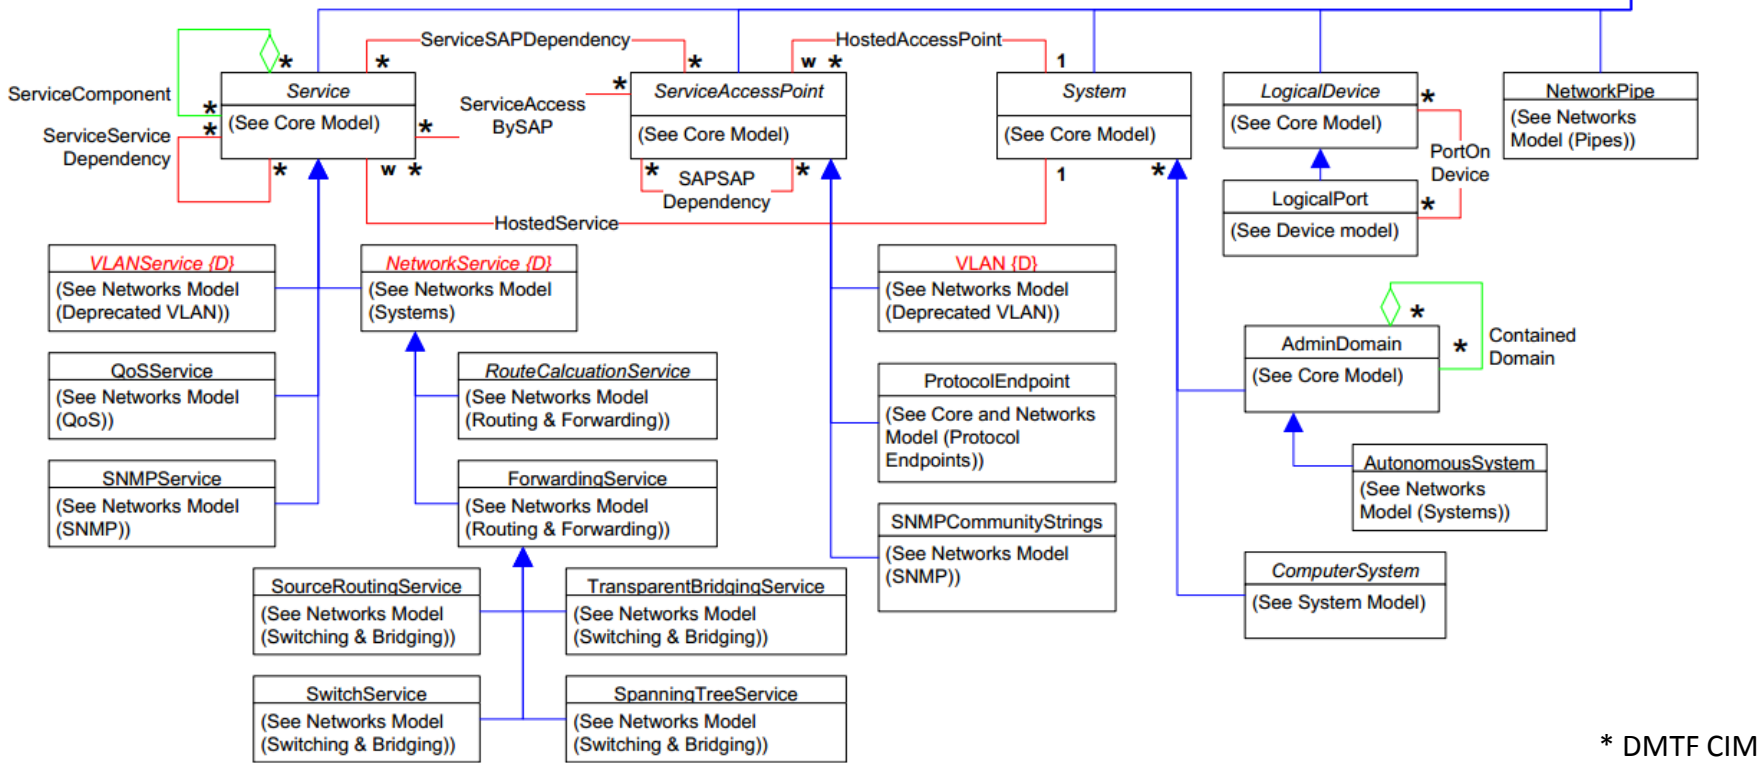 ServiceSAPDependency
HostedAccessPoint
*
*
*
w *
1
ServiceComponent
*
Service
(See Core Model)
*
ServiceService
Dependency
*
*
w *
ServiceAccess
BySAP
*
*
ServiceAccessPoint
(See Core Model)
*
SAPSAP
Dependency
*
System
(See Core Model)
1
*
HostedService
LogicalDevice
(See Core Model)
*
PortOn
Device
LogicalPort
(See Device model)
*
NetworkPipe
(See Networks
Model (Pipes))
VLANService {D}
(See Networks Model
(Deprecated VLAN))
NetworkService {D}
(See Networks Model
(Systems)
VLAN {D}
(See Networks Model
(Deprecated VLAN))
QoSService
(See Networks Model
(QoS))
RouteCalcuationService
(See Networks Model
(Routing & Forwarding))
ProtocolEndpoint
(See Core and Networks
Model (Protocol
Endpoints))
AdminDomain
(See Core Model)
*
*
Contained
Domain
SNMPService
(See Networks Model
(SNMP))
ForwardingService
(See Networks Model
(Routing & Forwarding))
SNMPCommunityStrings
(See Networks Model
(SNMP))
AutonomousSystem
(See Networks
Model (Systems))
SourceRoutingService
(See Networks Model
(Switching & Bridging))
TransparentBridgingService
(See Networks Model
(Switching & Bridging))
ComputerSystem
(See System Model)
SwitchService
(See Networks Model
(Switching & Bridging))
SpanningTreeService
(See Networks Model
(Switching & Bridging))
* DMTF CIM